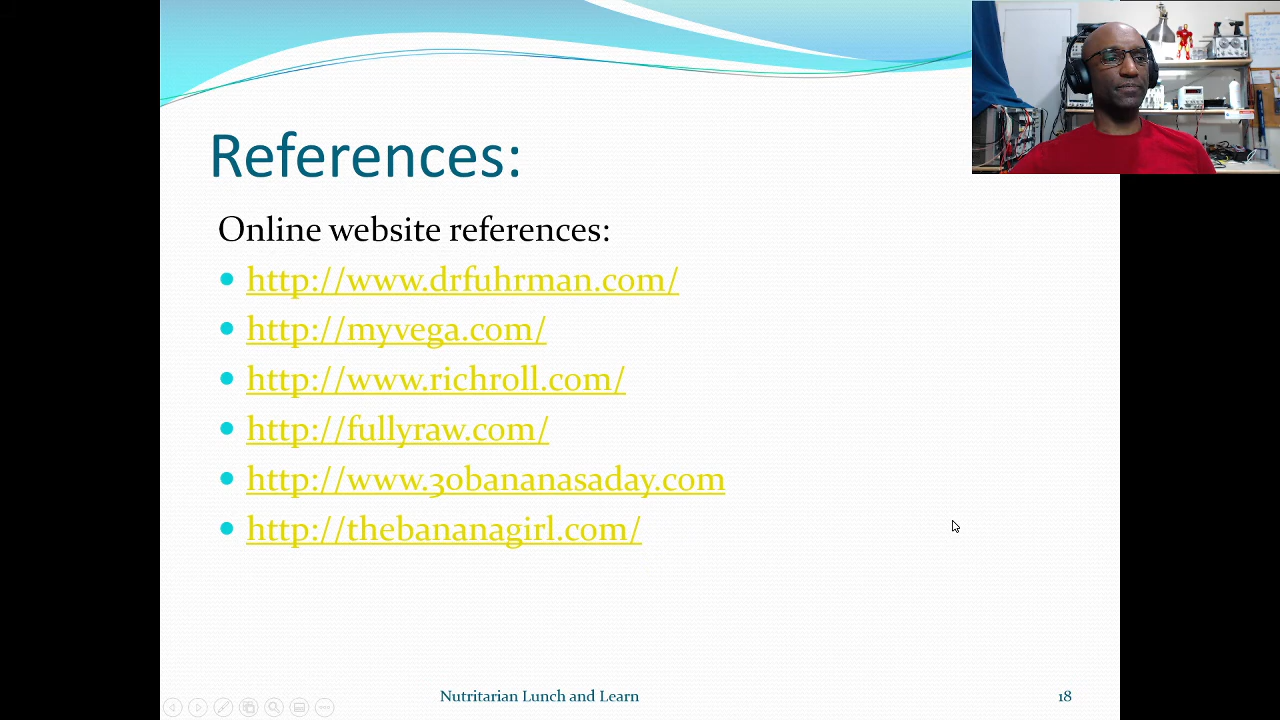 References:
Online website references:
http://www.drfuhrman.com/
http://myvega.com/
http://www.richroll.com/
http://fullyraw.com/
http://www.30bananasaday.com
http://thebananagirl.com/
Nutritarian Lunch and Learn
18